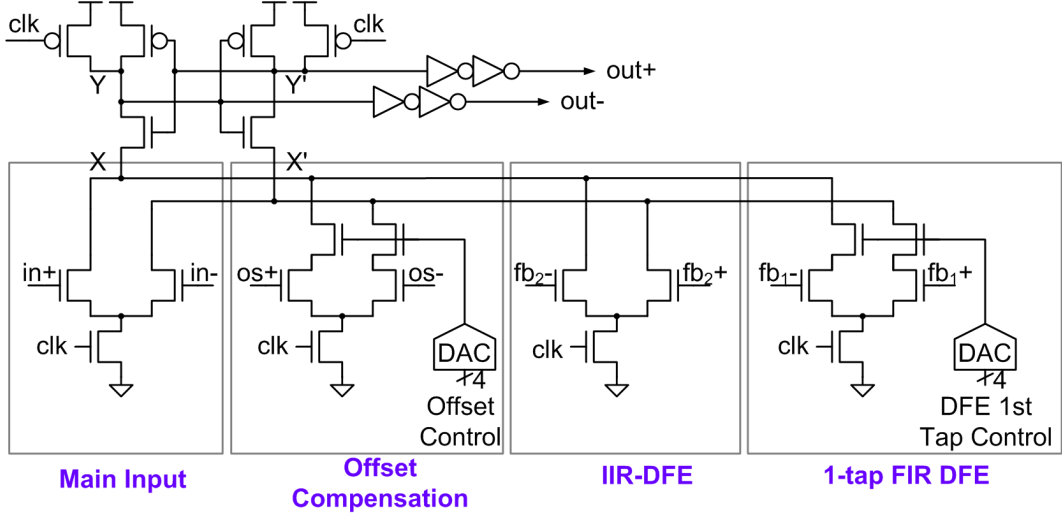 clk
clk
out+
out-
Y
Y'
X
X'
in+
in-
os+
os-
fb2-
fb2+
fb1-
fb1+
clk
clk
clk
clk
DAC
4
Offset
Control
DAC
4
DFE 1st
Tap Control
Main Input
Offset
Compensation
IIR-DFE
1-tap FIR DFE